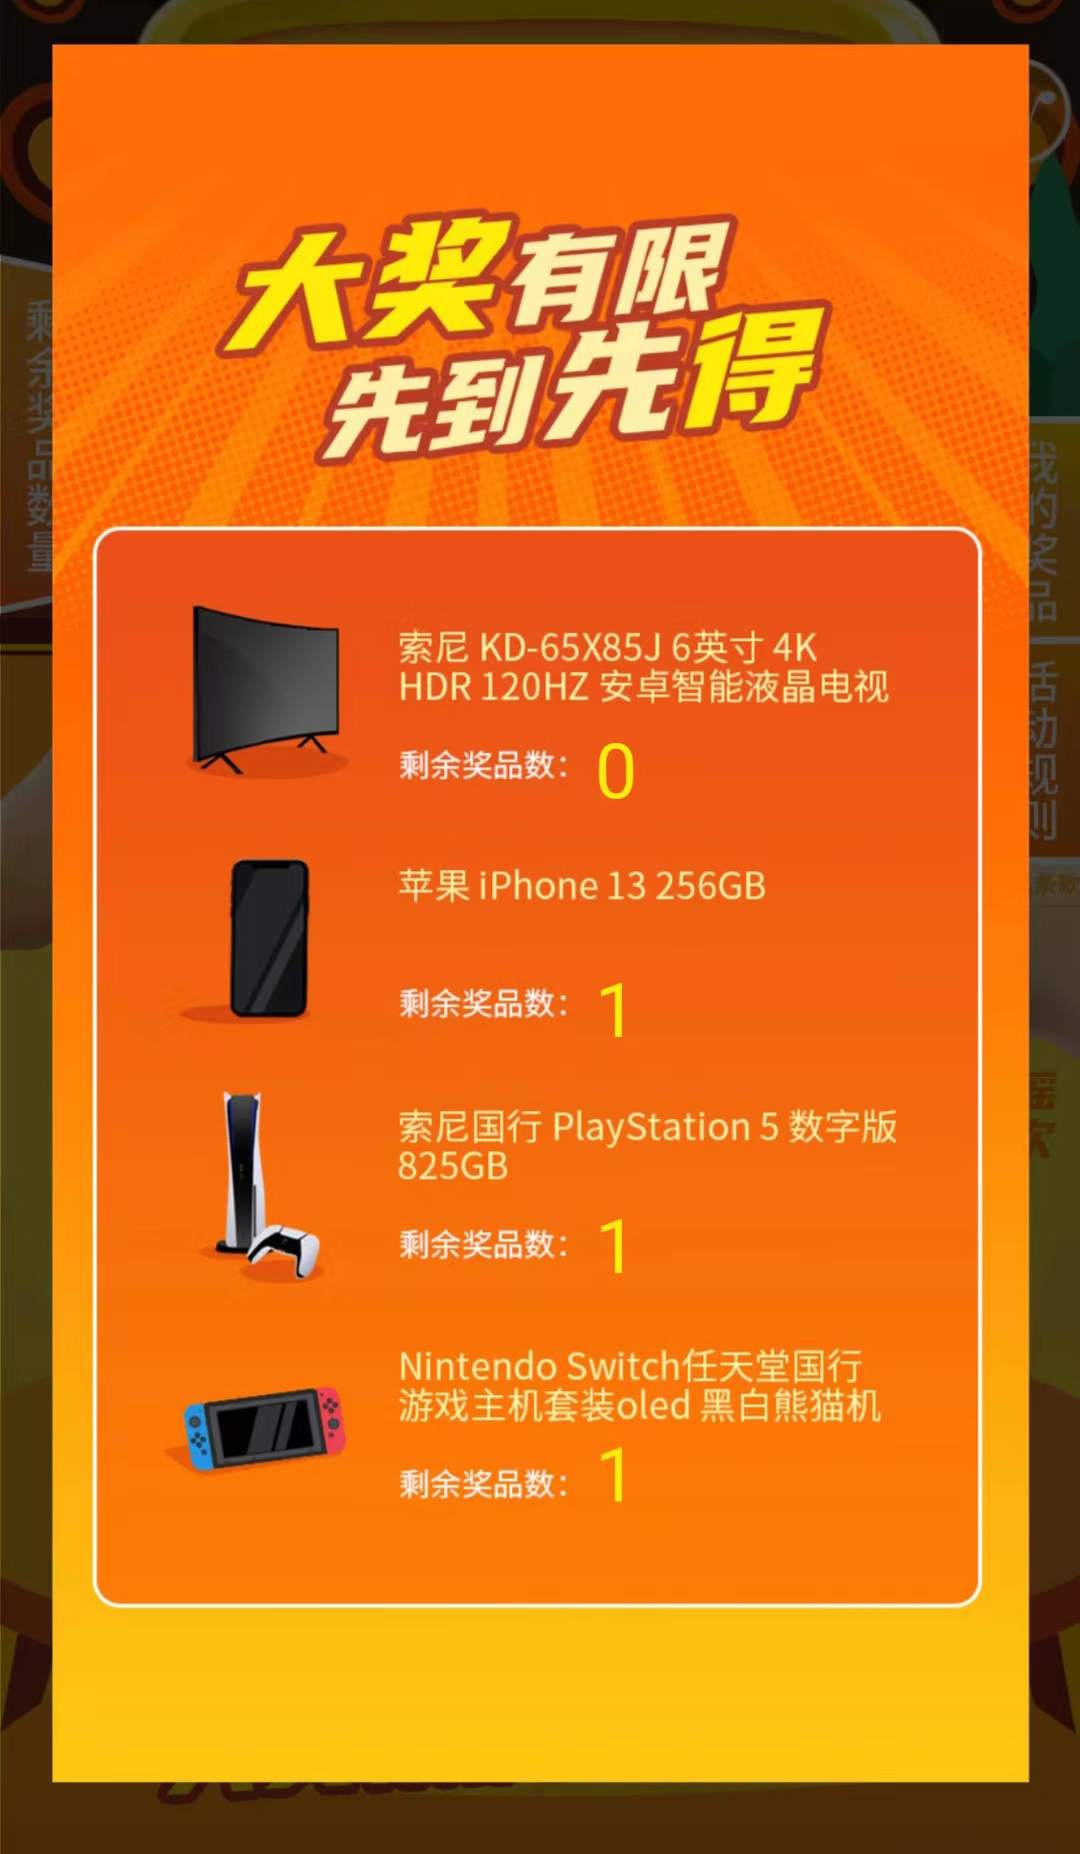 大奖有限
先到先得
索尼 KD-65X85J 6英寸 4K
HDR 120HZ 安卓智能液晶电视
剩余奖品数： 0
苹果 iPhone 13 256GB
剩余奖品数： 1
索尼国行 PlayStation 5 数字版
825GB
剩余奖品数： 1
Nintendo Switch任天堂国行
游戏主机套装oled 黑白熊猫机
剩余奖品数： 1
剩余奖品数量
我的奖品
活动规则
条款